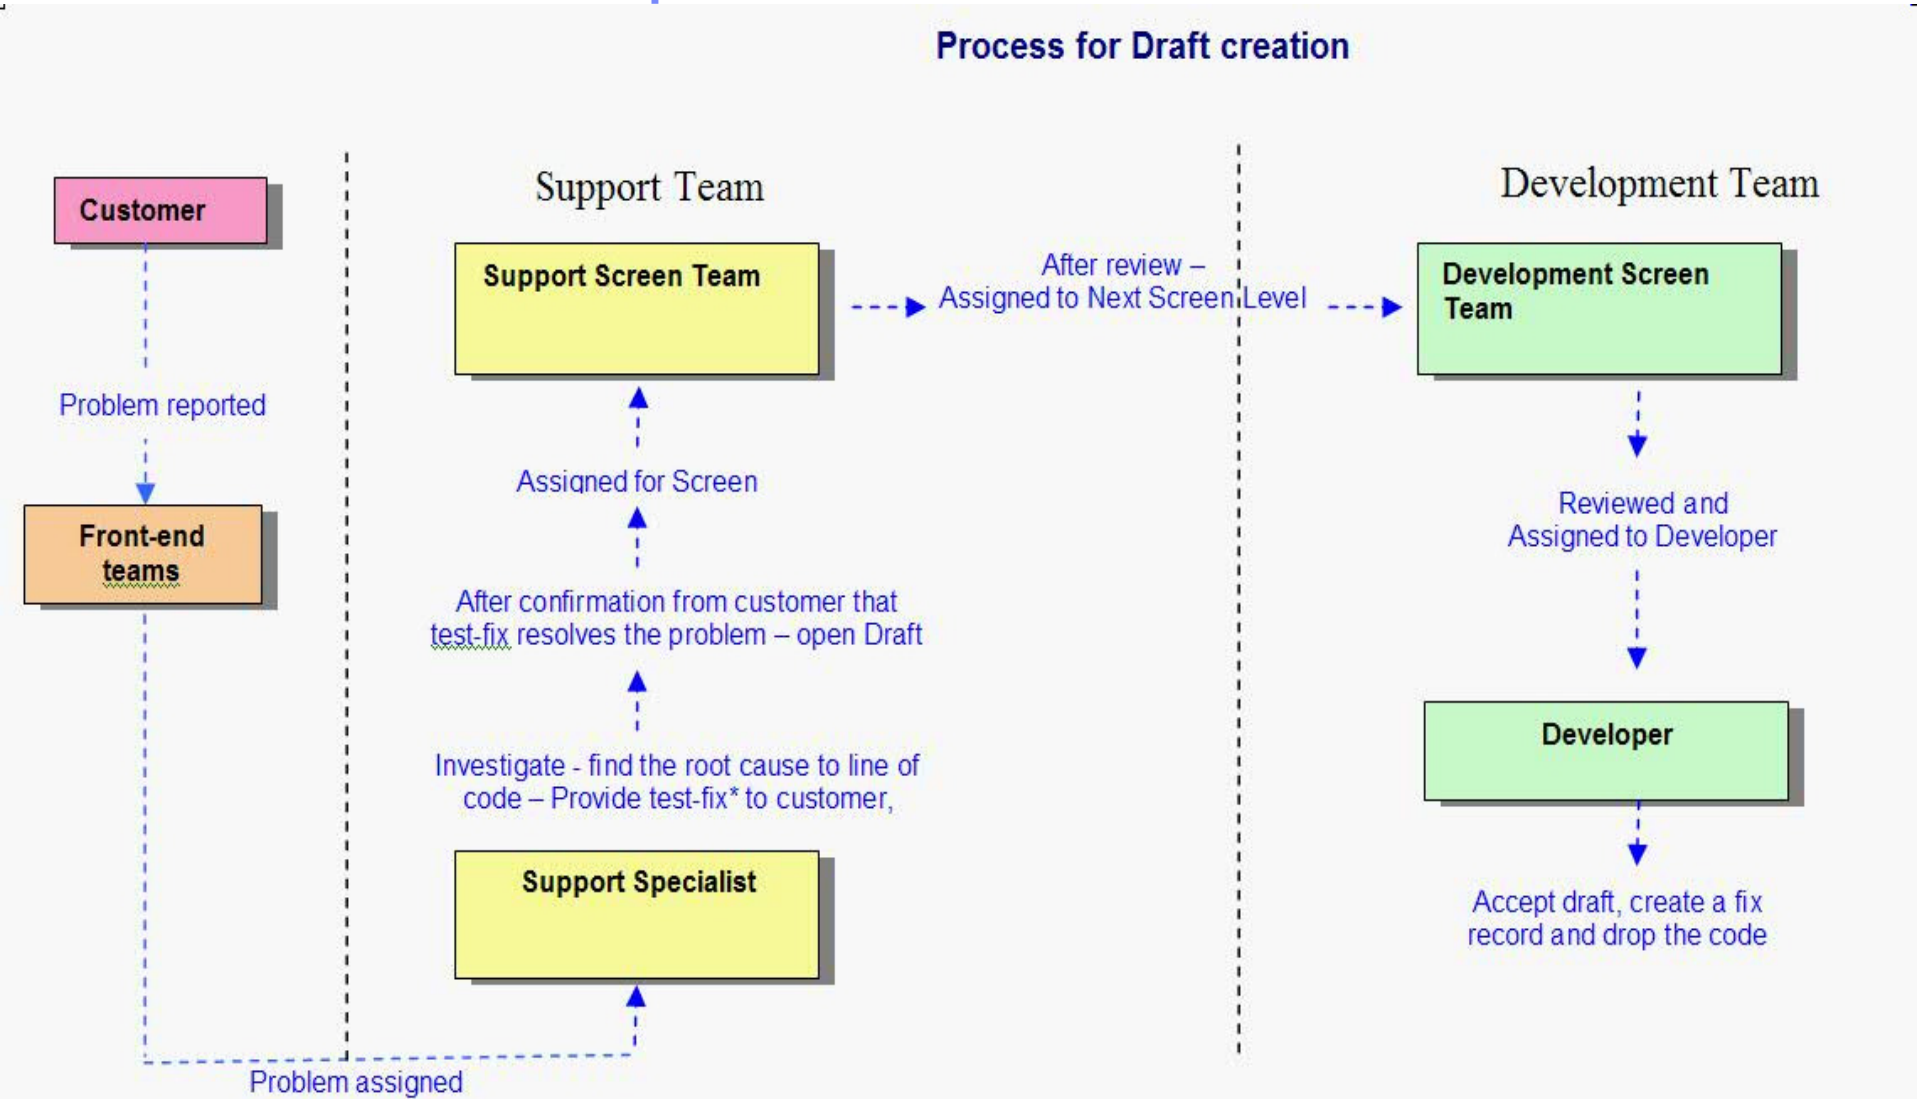 Process for Draft creation
Customer
Problem reported
Front-end
teams
Problem assigned
Support Team
Support Screen Team
Assigned for Screen
After confirmation from customer that
test-fix resolves the problem – open Draft
Investigate - find the root cause to line of
code – Provide test-fix* to customer,
Support Specialist
After review –
Assigned to Next Screen Level
Development Team
Development Screen
Team
Reviewed and
Assigned to Developer
Developer
Accept draft, create a fix
record and drop the code